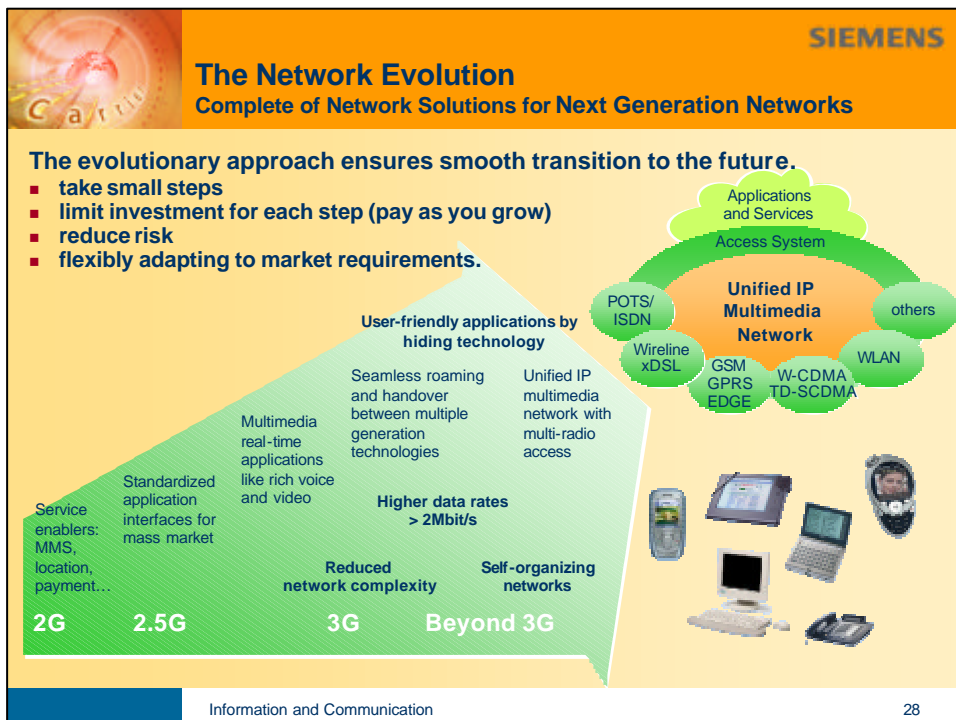 SIEMENS
The Network Evolution
Complete of Network Solutions for Next Generation Networks
Carri
The evolutionary approach ensures smooth transition to the future.
take small steps
limit investment for each step (pay as you grow)
reduce risk
flexibly adapting to market requirements.
Applications
and Services
Access System
Unified IP
Multimedia
Network
POTS/
ISDN
Wireline
xDSL
GSM
GPRS
EDGE
W-CDMA
TD-SCDMA
WLAN
others
User-friendly applications by
hiding technology
Service
enablers:
MMS,
location,
payment…
Standardized
application
interfaces for
mass market
Multimedia
real-time
applications
like rich voice
and video
Seamless roaming
and handover
between multiple
generation
technologies
Unified IP
multimedia
network with
multi-radio
access
Higher data rates
> 2Mbit/s
Reduced
network complexity
Self-organizing
networks
2G
2.5G
3G
Beyond 3G
Information and Communication
28